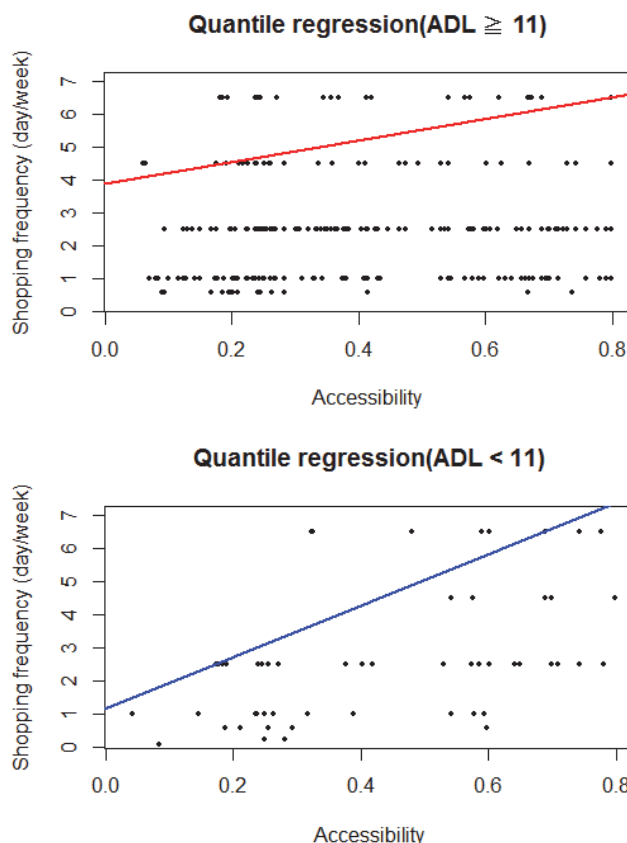 Quantile regression(ADL ≧ 11)
Shopping frequency (day/week)
7
6
5
4
3
2
1
0
0.0 0.2 0.4 0.6 0.8
Accessibility
Quantile regression(ADL < 11)
Shopping frequency (day/week)
7
6
5
4
3
2
1
0
0.0 0.2 0.4 0.6 0.8
Accessibility